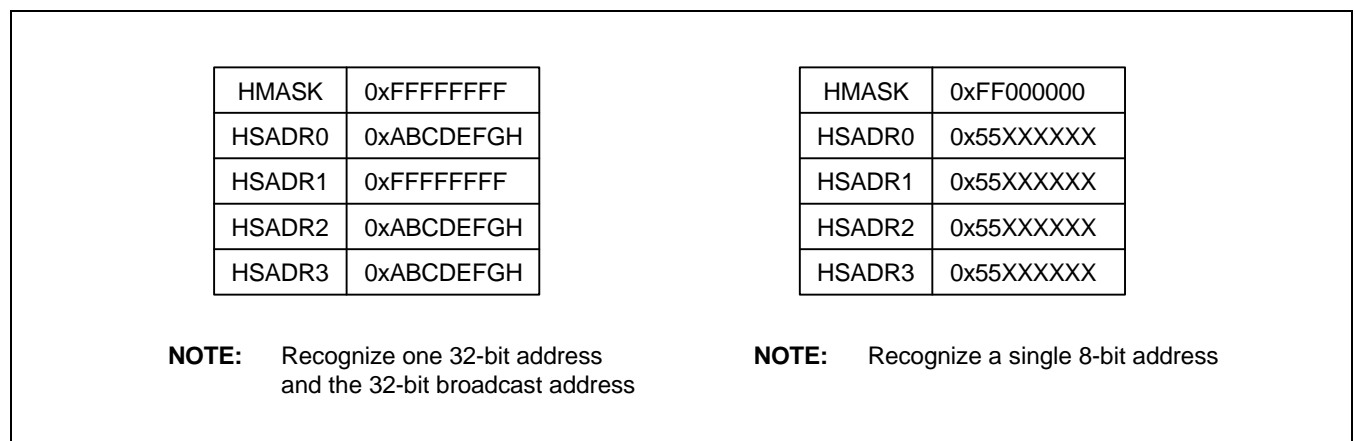 HMASK 0xFFFFFFFF
HSADR0 0xABCDEFGH
HSADR1 0xFFFFFFFF
HSADR2 0xABCDEFGH
HSADR3 0xABCDEFGH
NOTE: Recognize one 32-bit address
and the 32-bit broadcast address
HMASK 0xFF000000
HSADR0 0x55XXXXXX
HSADR1 0x55XXXXXX
HSADR2 0x55XXXXXX
HSADR3 0x55XXXXXX
NOTE: Recognize a single 8-bit address